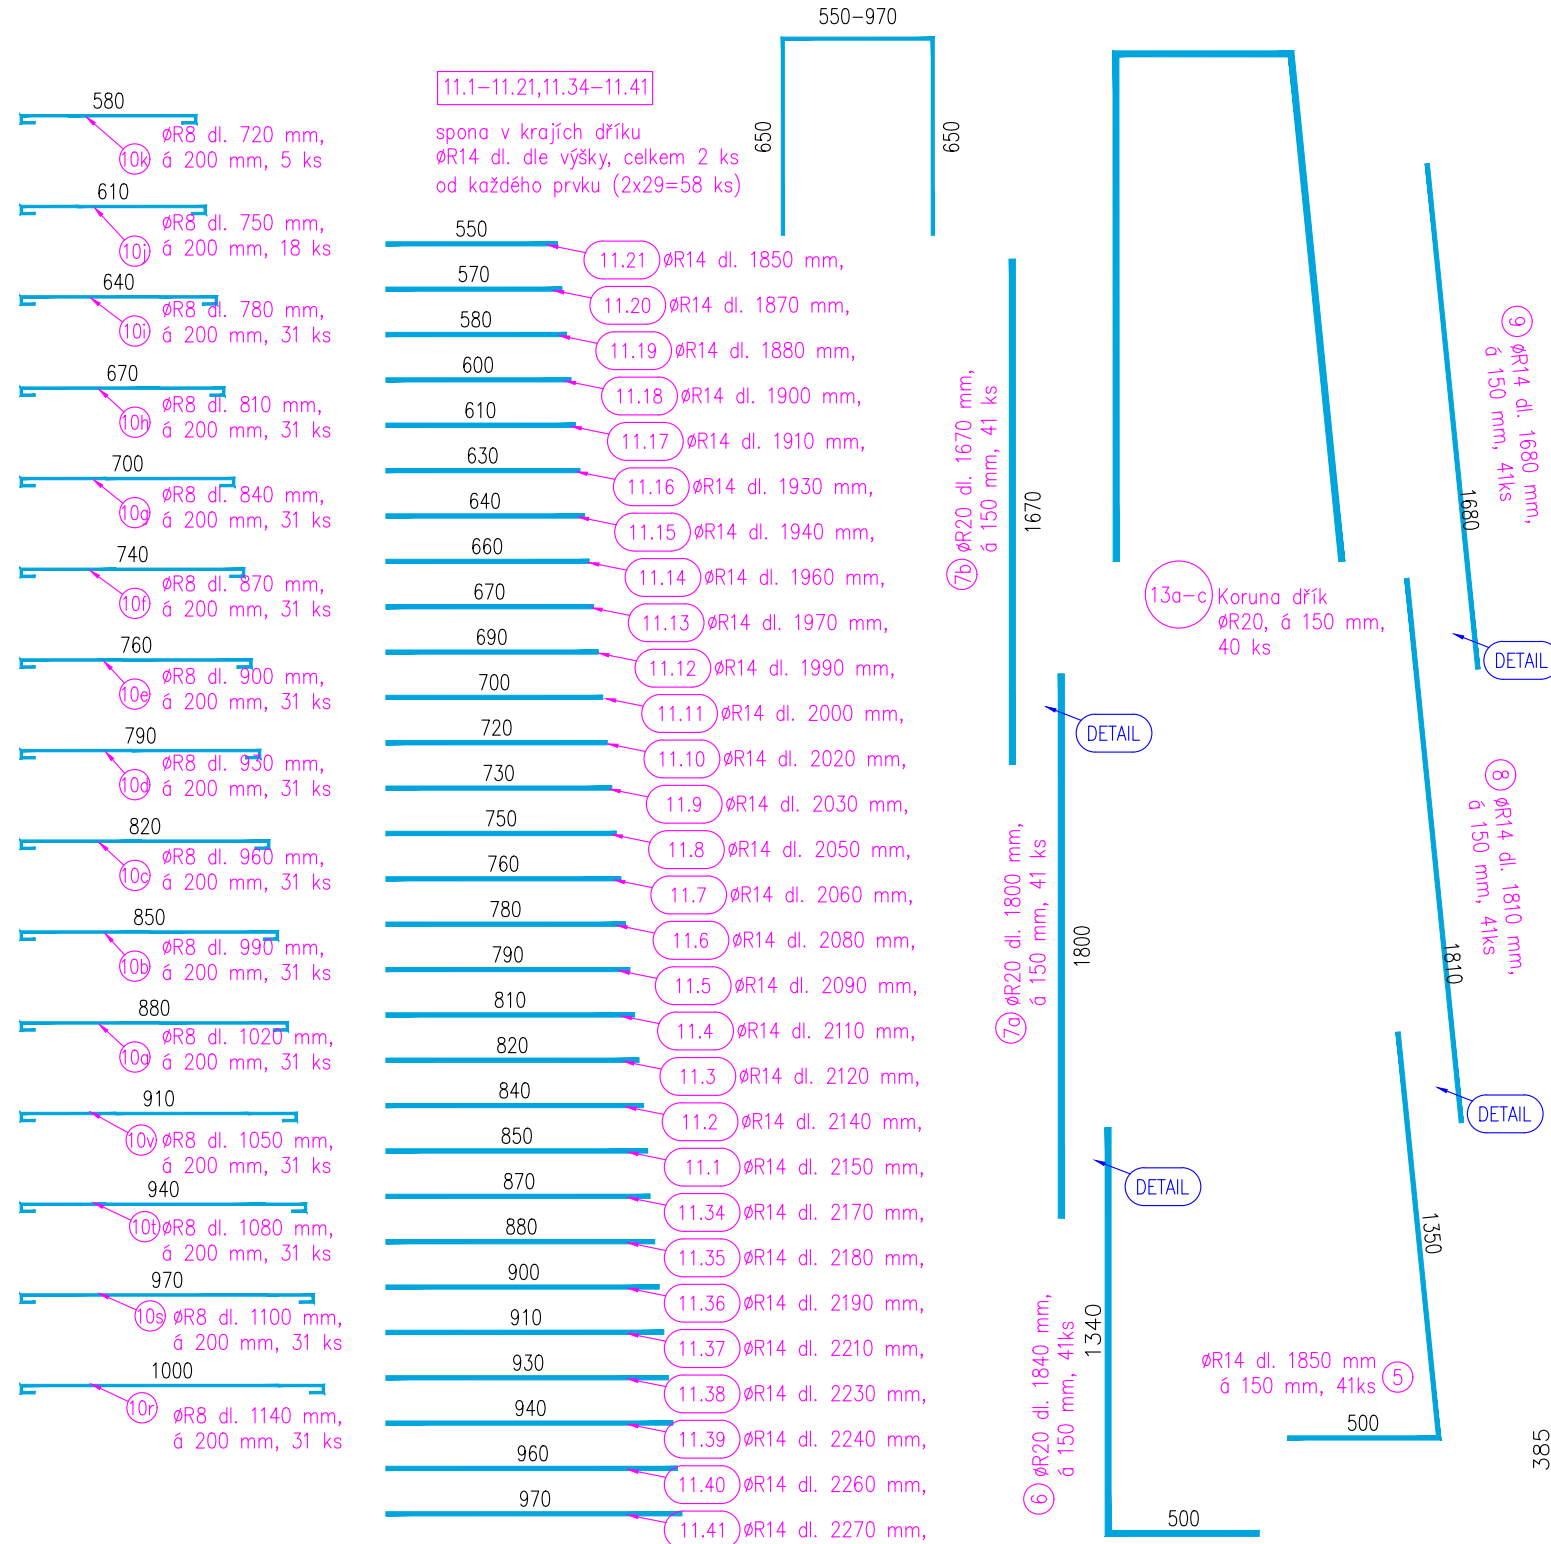 580
10k
øR8 dl. 720 mm,
á 200 mm, 5 ks
610
10j
øR8 dl. 750 mm,
á 200 mm, 18 ks
640
10i
øR8 dl. 780 mm,
á 200 mm, 31 ks
670
10h
øR8 dl. 810 mm,
á 200 mm, 31 ks
700
10g
øR8 dl. 840 mm,
á 200 mm, 31 ks
740
10f
øR8 dl. 870 mm,
á 200 mm, 31 ks
760
10e
øR8 dl. 900 mm,
á 200 mm, 31 ks
790
10d
øR8 dl. 930 mm,
á 200 mm, 31 ks
820
10c
øR8 dl. 960 mm,
á 200 mm, 31 ks
850
10b
øR8 dl. 990 mm,
á 200 mm, 31 ks
880
10a
øR8 dl. 1020 mm,
á 200 mm, 31 ks
910
10v
øR8 dl. 1050 mm,
á 200 mm, 31 ks
940
10t
øR8 dl. 1080 mm,
á 200 mm, 31 ks
970
10s
øR8 dl. 1100 mm,
á 200 mm, 31 ks
1000
10r
øR8 dl. 1140 mm,
á 200 mm, 31 ks
11.1-11.21,11.34-11.41
spona v krajích dříku
øR14 dl. dle výšky, celkem 2 ks
od každého prvku (2x29=58 ks)
550-970
650
650
550
11.21 øR14 dl. 1850 mm,
570
11.20 øR14 dl. 1870 mm,
580
11.19 øR14 dl. 1880 mm,
600
11.18 øR14 dl. 1900 mm,
610
11.17 øR14 dl. 1910 mm,
630
11.16 øR14 dl. 1930 mm,
640
11.15 øR14 dl. 1940 mm,
660
11.14 øR14 dl. 1960 mm,
670
11.13 øR14 dl. 1970 mm,
690
11.12 øR14 dl. 1990 mm,
700
11.11 øR14 dl. 2000 mm,
720
11.10 øR14 dl. 2020 mm,
730
11.9 øR14 dl. 2030 mm,
750
11.8 øR14 dl. 2050 mm,
760
11.7 øR14 dl. 2060 mm,
780
11.6 øR14 dl. 2080 mm,
790
11.5 øR14 dl. 2090 mm,
810
11.4 øR14 dl. 2110 mm,
820
11.3 øR14 dl. 2120 mm,
840
11.2 øR14 dl. 2140 mm,
850
11.1 øR14 dl. 2150 mm,
870
11.34 øR14 dl. 2170 mm,
880
11.35 øR14 dl. 2180 mm,
900
11.36 øR14 dl. 2190 mm,
910
11.37 øR14 dl. 2210 mm,
930
11.38 øR14 dl. 2230 mm,
940
11.39 øR14 dl. 2240 mm,
960
11.40 øR14 dl. 2260 mm,
970
11.41 øR14 dl. 2270 mm,
7b øR20 dl. 1670 mm,
á 150 mm, 41 ks
1670
DETAIL
7a øR20 dl. 1800 mm,
á 150 mm, 41 ks
1800
DETAIL
6 øR20 dl. 1840 mm,
á 150 mm, 41ks
1340
500
13a-c Koruna dřík
øR20, á 150 mm,
40 ks
9 øR14 dl. 1680 mm,
á 150 mm, 41ks
1680
DETAIL
8 øR14 dl. 1810 mm,
á 150 mm, 41ks
1810
DETAIL
1350
øR14 dl. 1850 mm
á 150 mm, 41ks
5
500
385